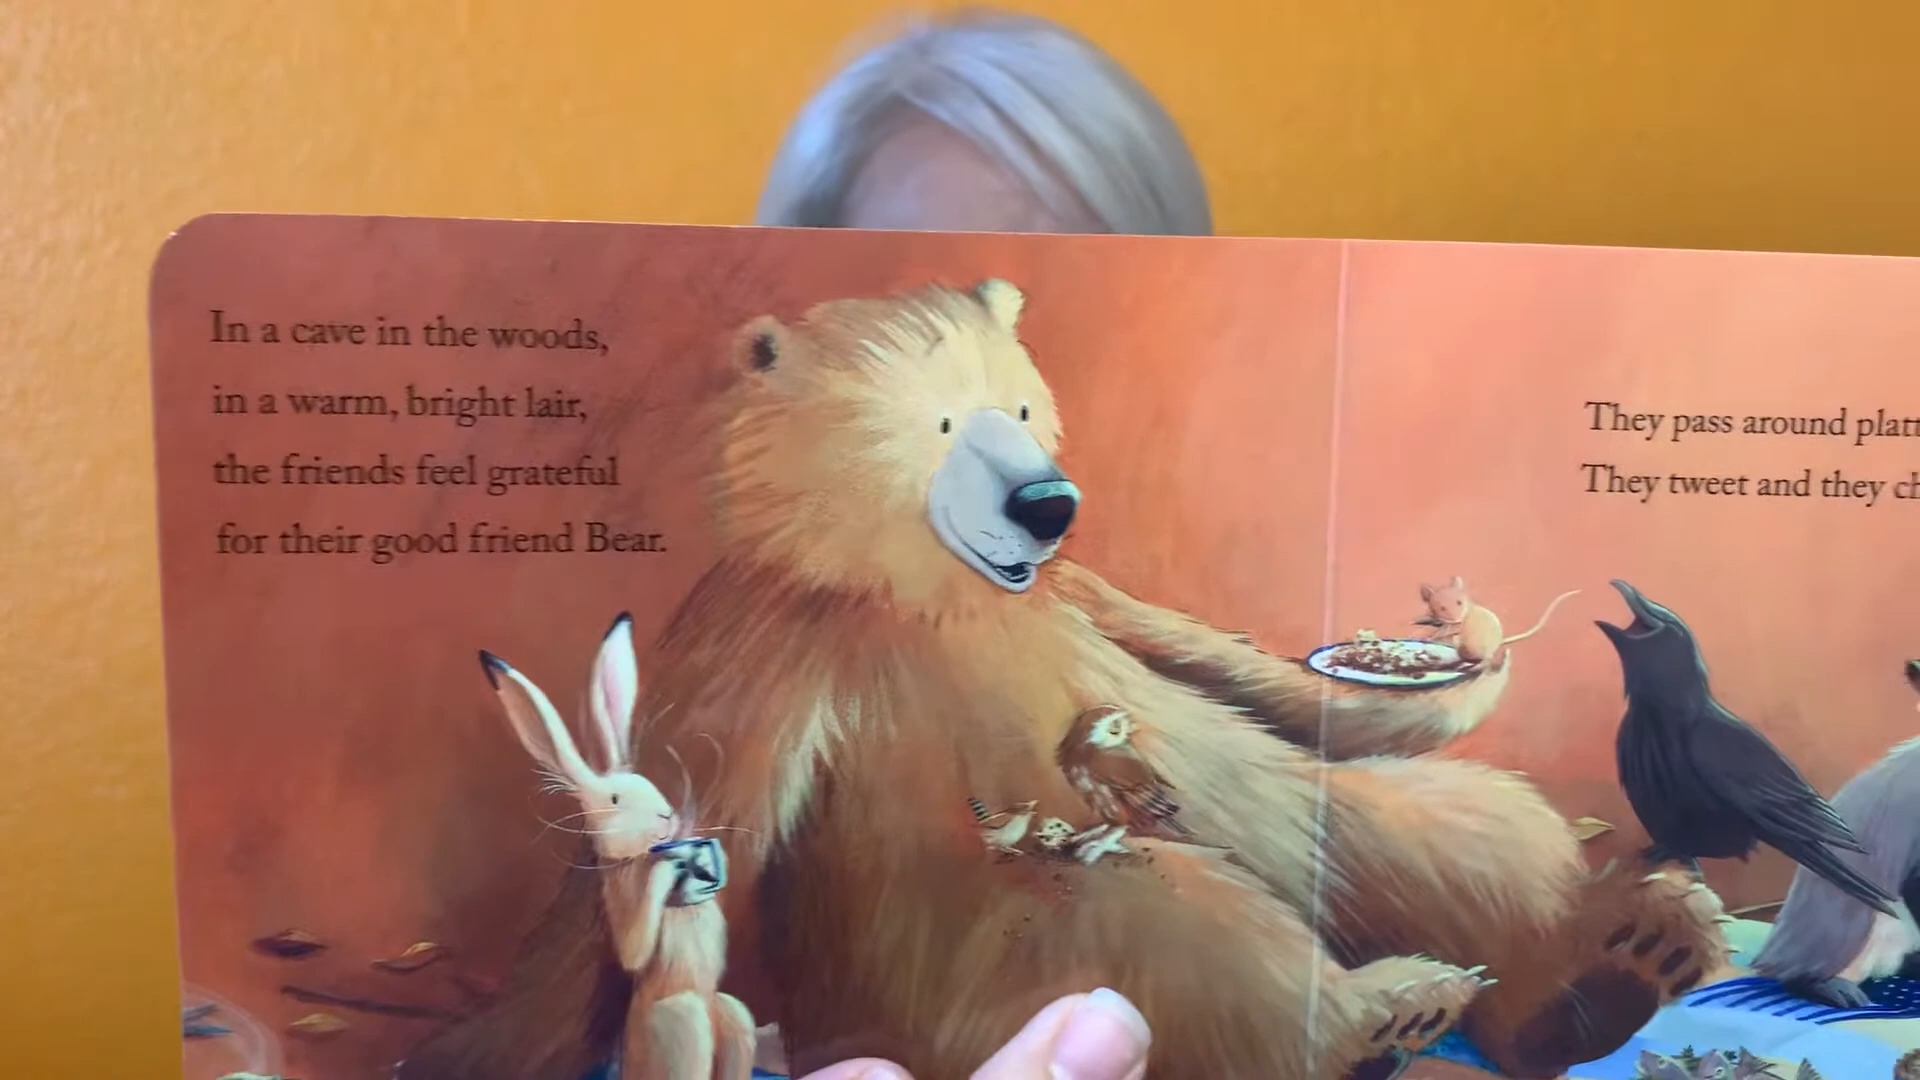 In a cave in the woods,
in a warm, bright lair,
the friends feel grateful
for their good friend Bear.
They pass around
They tweet and they